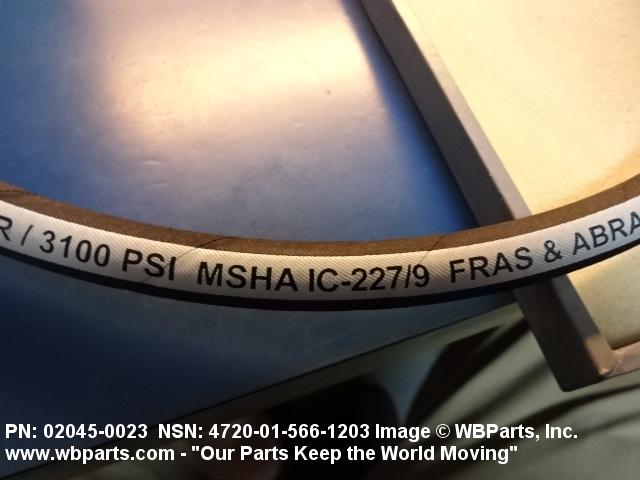 R / 3100 PSI MSHA IC-227/9 FRAS & ABRA
PN: 02045-0023 NSN: 4720-01-566-1203 Image © WBParts, Inc.
www.wbparts.com - "Our Parts Keep the World Moving"